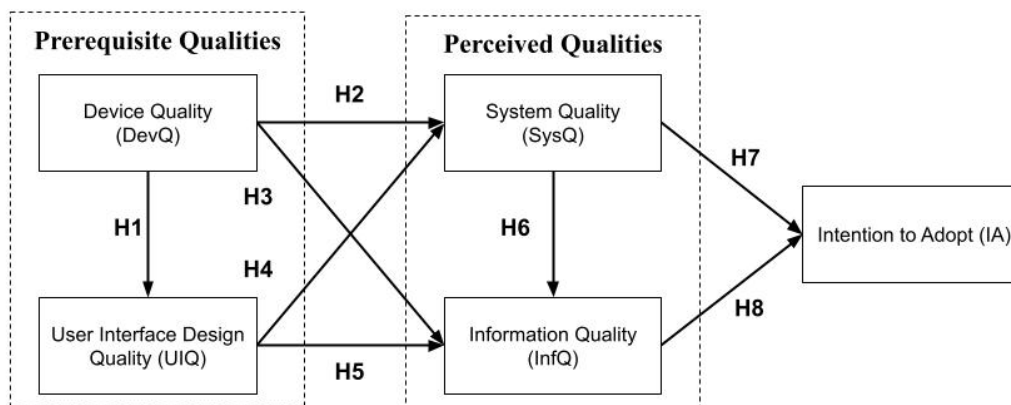 Prerequisite Qualities
Perceived Qualities
Device Quality
(DevQ)
H2
System Quality
(SysQ)
H7
H3
H1
H6
Intention to Adopt (IA)
H4
H8
User Interface Design
Quality (UIQ)
H5
Information Quality
(InfQ)